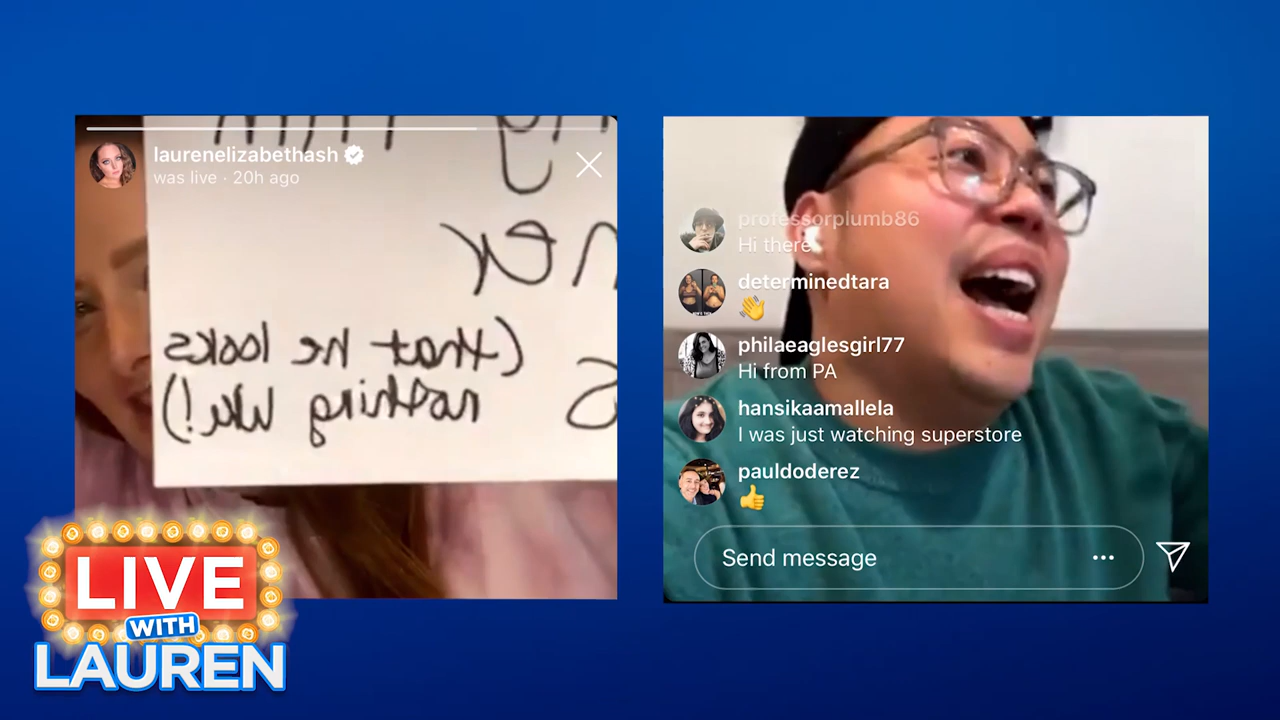 laurenelizabethash
was live · 20h ago
(that he looks
nothing like!)
professorplumb86
Hi there
determinedtara
👋
philaeaglesgirl77
Hi from PA
hansikaamallela
I was just watching superstore
pauldoderez
👍
Send message
LIVE
WITH
LAUREN